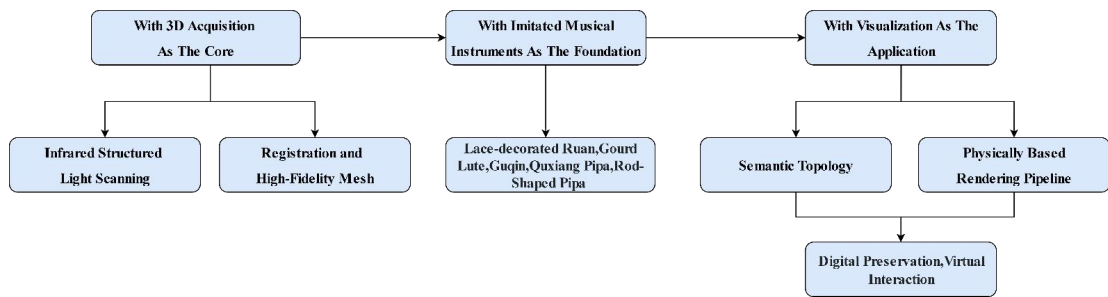 With 3D Acquisition
As The Core
With Imitated Musical
Instruments As The Foundation
With Visualization As The
Application
Infrared Structured
Light Scanning
Registration and
High-Fidelity Mesh
Lace-decorated Ruan,Gourd
Lute,Guqin,Quxiang Pipa,Rod-
Shaped Pipa
Semantic Topology
Physically Based
Rendering Pipeline
Digital Preservation,Virtual
Interaction